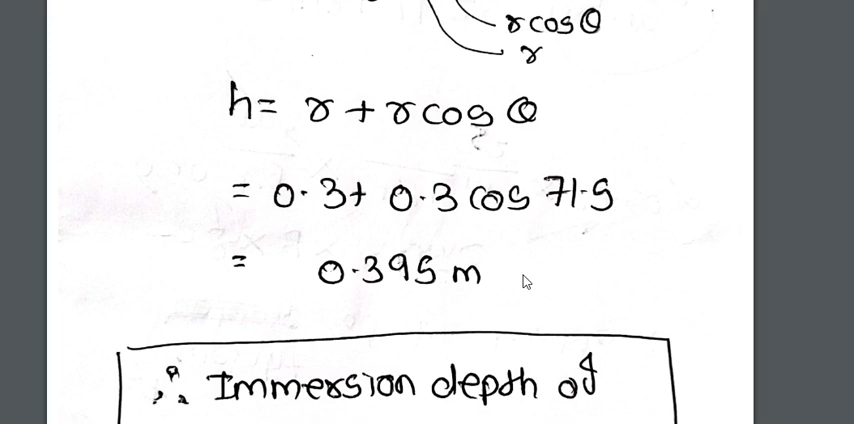 r cos θ
r
h = r + r cos θ
= 0.3 + 0.3 cos 71.5
= 0.395 m
∴ Immersion depth of